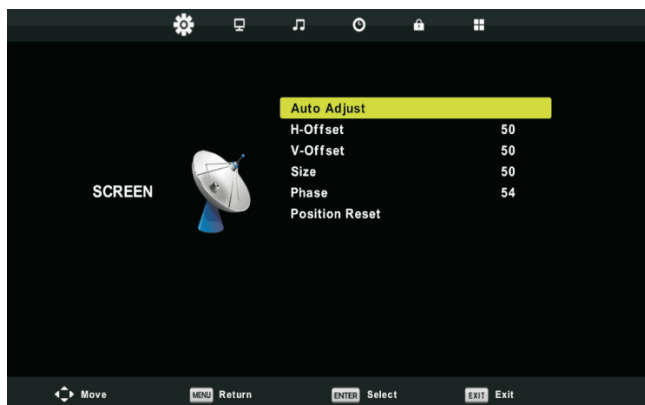 Auto Adjust
H-Offset 50
V-Offset 50
Size 50
SCREEN
Phase 54
Position Reset
Move MENU Return ENTER Select EXIT Exit